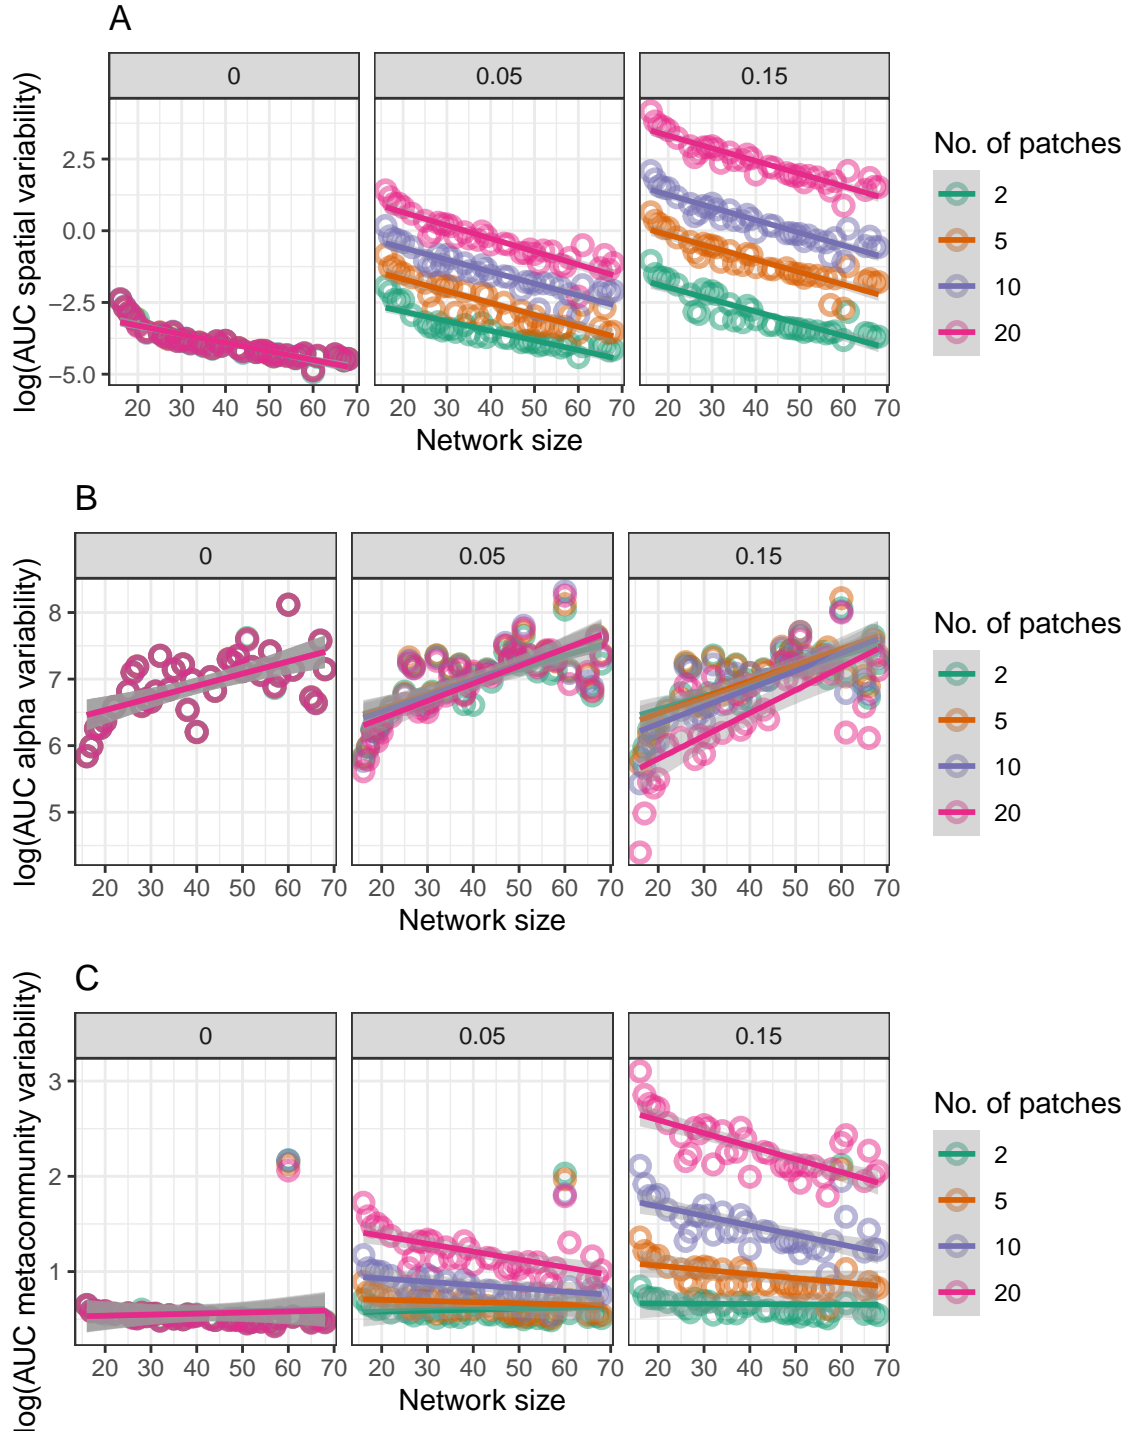 A
0 0.05 0.15
log(AUC spatial variability)
2.5
0.0
−2.5
−5.0
20 30 40 50 60 70 20 30 40 50 60 70 20 30 40 50 60 70
Network size
No. of patches
2
5
10
20
B
0 0.05 0.15
log(AUC alpha variability)
8
7
6
5
20 30 40 50 60 70 20 30 40 50 60 70 20 30 40 50 60 70
Network size
No. of patches
2
5
10
20
C
0 0.05 0.15
log(AUC metacommunity variability)
3
2
1
20 30 40 50 60 70 20 30 40 50 60 70 20 30 40 50 60 70
Network size
No. of patches
2
5
10
20